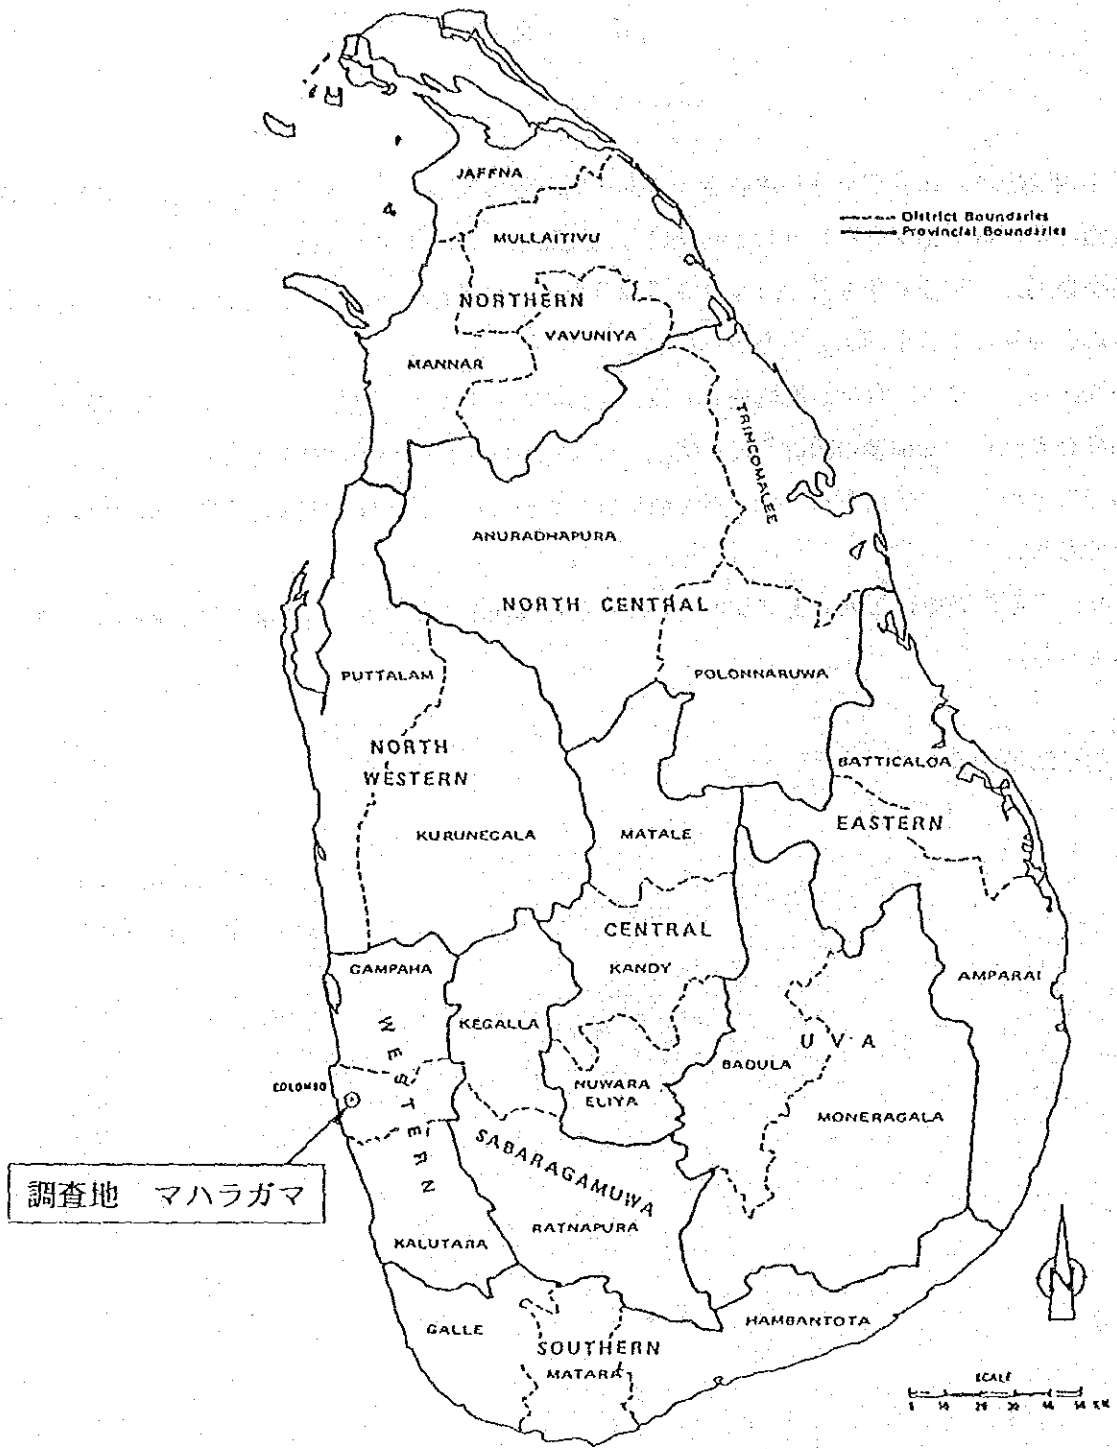 JAFFNA
District Boundaries
Provincial Boundaries
MULLAITIVU
NORTHERN
VAVUNIYA
MANNAR
TRINCOMALEE
ANURADHAPURA
NORTH CENTRAL
PUTTALAM
POLONNARUWA
NORTH
WESTERN
BATTICALOA
KURUNEGALA
MATALE
EASTERN
CENTRAL
GAMPAHA
KANDY
AMPARAI
KEGALLA
WESTERN
UVA
BADULA
COLOMBO
NUWARA
ELIYA
MONERAGALA
SABARAGAMUWA
調査地 マハラガマ
RATNAPURA
KALUTARA
N
HAMBANTOTA
GALLE
SOUTHERN
MATARA
SCALE